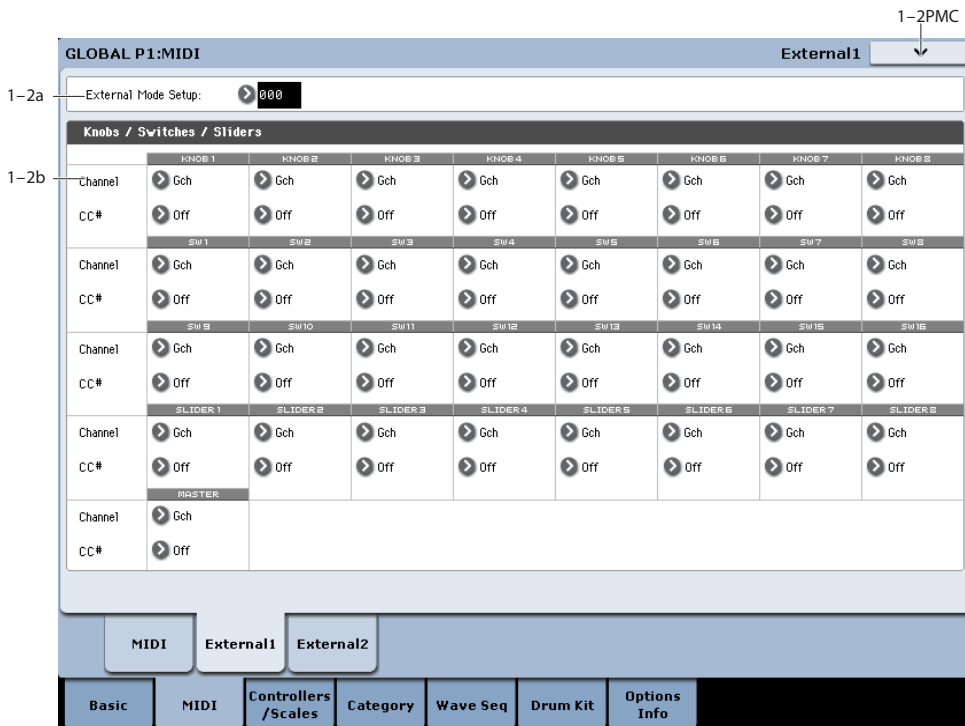 1–2PMC
GLOBAL P1:MIDI External1
1–2a External Mode Setup: 000
Knobs / Switches / Sliders
KNOB 1 KNOB 2 KNOB 3 KNOB 4 KNOB 5 KNOB 6 KNOB 7 KNOB 8
1–2b Channel Gch Gch Gch Gch Gch Gch Gch Gch
CC# Off Off Off Off Off Off Off Off
SW 1 SW 2 SW 3 SW 4 SW 5 SW 6 SW 7 SW 8
Channel Gch Gch Gch Gch Gch Gch Gch Gch
CC# Off Off Off Off Off Off Off Off
SW 9 SW 10 SW 11 SW 12 SW 13 SW 14 SW 15 SW 16
Channel Gch Gch Gch Gch Gch Gch Gch Gch
CC# Off Off Off Off Off Off Off Off
SLIDER 1 SLIDER 2 SLIDER 3 SLIDER 4 SLIDER 5 SLIDER 6 SLIDER 7 SLIDER 8
Channel Gch Gch Gch Gch Gch Gch Gch Gch
CC# Off Off Off Off Off Off Off Off
MASTER
Channel Gch
CC# Off
MIDI External1 External2
Basic MIDI Controllers /Scales Category Wave Seq Drum Kit Options Info